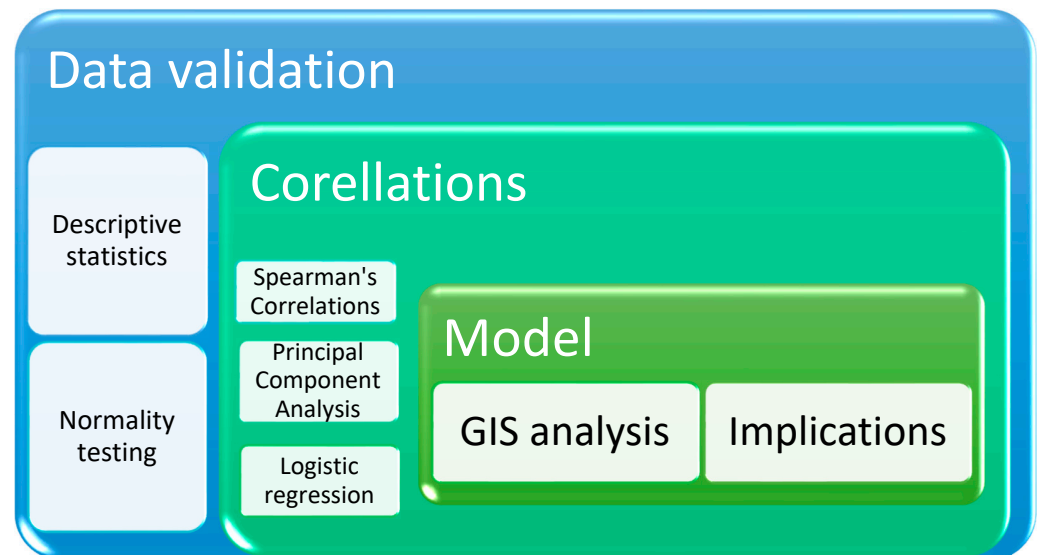 Data validation
Descriptive
statistics
Normality
testing
Corellations
Spearman's
Correlations
Principal
Component
Analysis
Logistic
regression
Model
GIS analysis
Implications